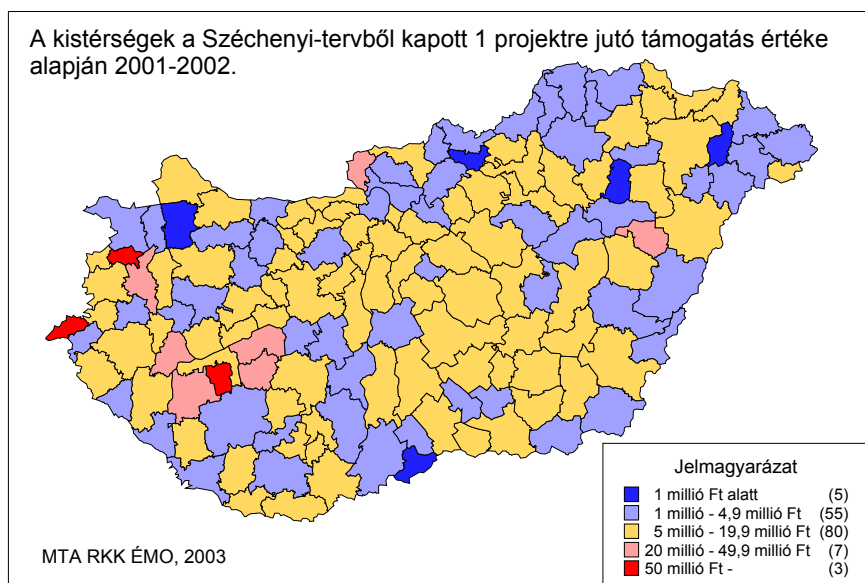 A kistérségek a Széchenyi-tervből kapott 1 projektre jutó támogatás értéke
alapján 2001-2002.
Jelmagyarázat
1 millió Ft alatt (5)
1 millió - 4,9 millió Ft (55)
5 millió - 19,9 millió Ft (80)
20 millió - 49,9 millió Ft (7)
50 millió Ft - (3)
MTA RKK ÉMO, 2003